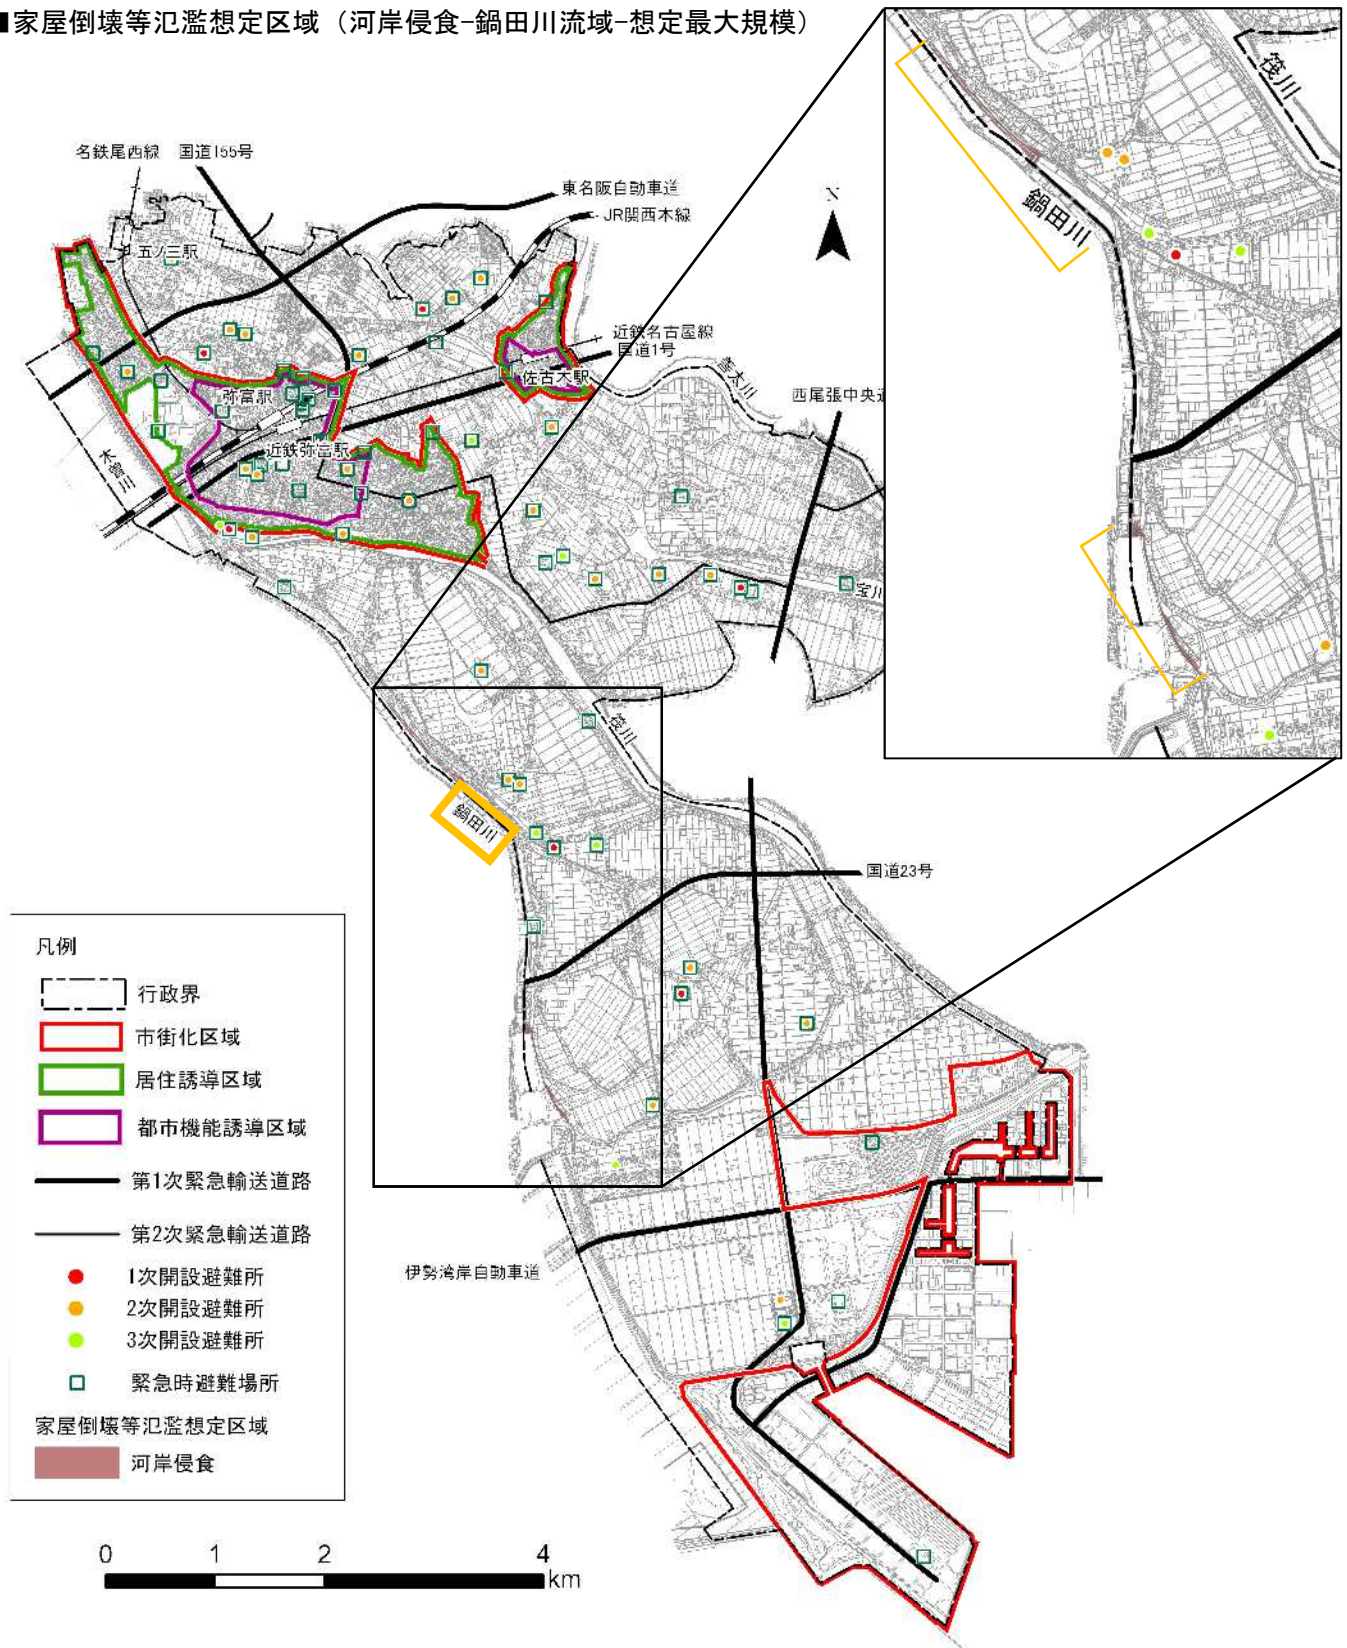 ■家屋倒壊等氾濫想定区域（河岸侵食-鍋田川流域-想定最大規模）
筏川
鍋田川
名鉄尾西線
国道155号
東名阪自動車道
JR関西本線
N
五ノ三駅
近鉄名古屋線
国道1号
佐古木駅
善太川
西尾張中央道
弥富駅
近鉄弥富駅
木曽川
宝川
筏川
鍋田川
国道23号
伊勢湾岸自動車道
凡例
行政界
市街化区域
居住誘導区域
都市機能誘導区域
第1次緊急輸送道路
第2次緊急輸送道路
1次開設避難所
2次開設避難所
3次開設避難所
緊急時避難場所
家屋倒壊等氾濫想定区域
河岸侵食
0 1 2 4
km